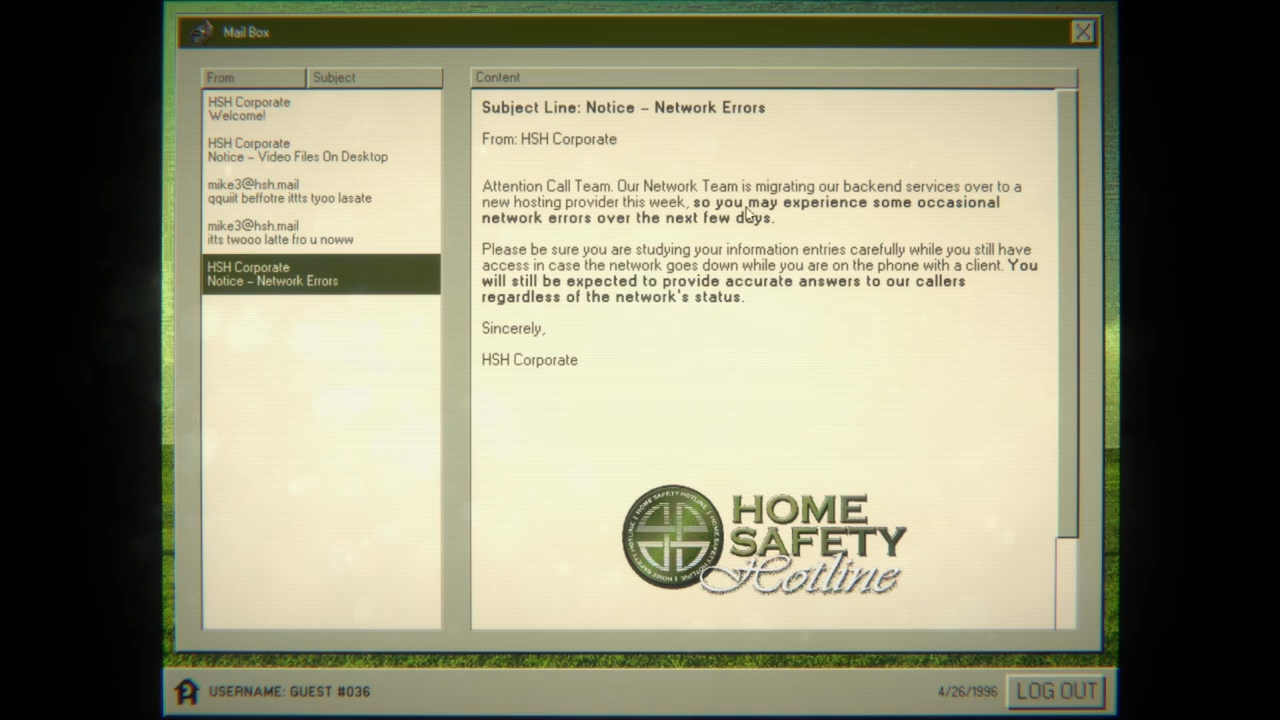 Mail Box
From
Subject
Content
HSH Corporate
Welcome!
HSH Corporate
Notice – Video Files On Desktop
mike3@hsh.mail
qquiit beffotre ittts tyoo lasate
mike3@hsh.mail
itts twooo latte fro u noww
HSH Corporate
Notice – Network Errors
Subject Line: Notice – Network Errors
From: HSH Corporate
Attention Call Team. Our Network Team is migrating our backend services over to a
new hosting provider this week, so you may experience some occasional
network errors over the next few days.
Please be sure you are studying your information entries carefully while you still have
access in case the network goes down while you are on the phone with a client. You
will still be expected to provide accurate answers to our callers
regardless of the network's status.
Sincerely,
HSH Corporate
HOME
SAFETY
Hotline
USERNAME: GUEST #036
4/26/1996
LOG OUT